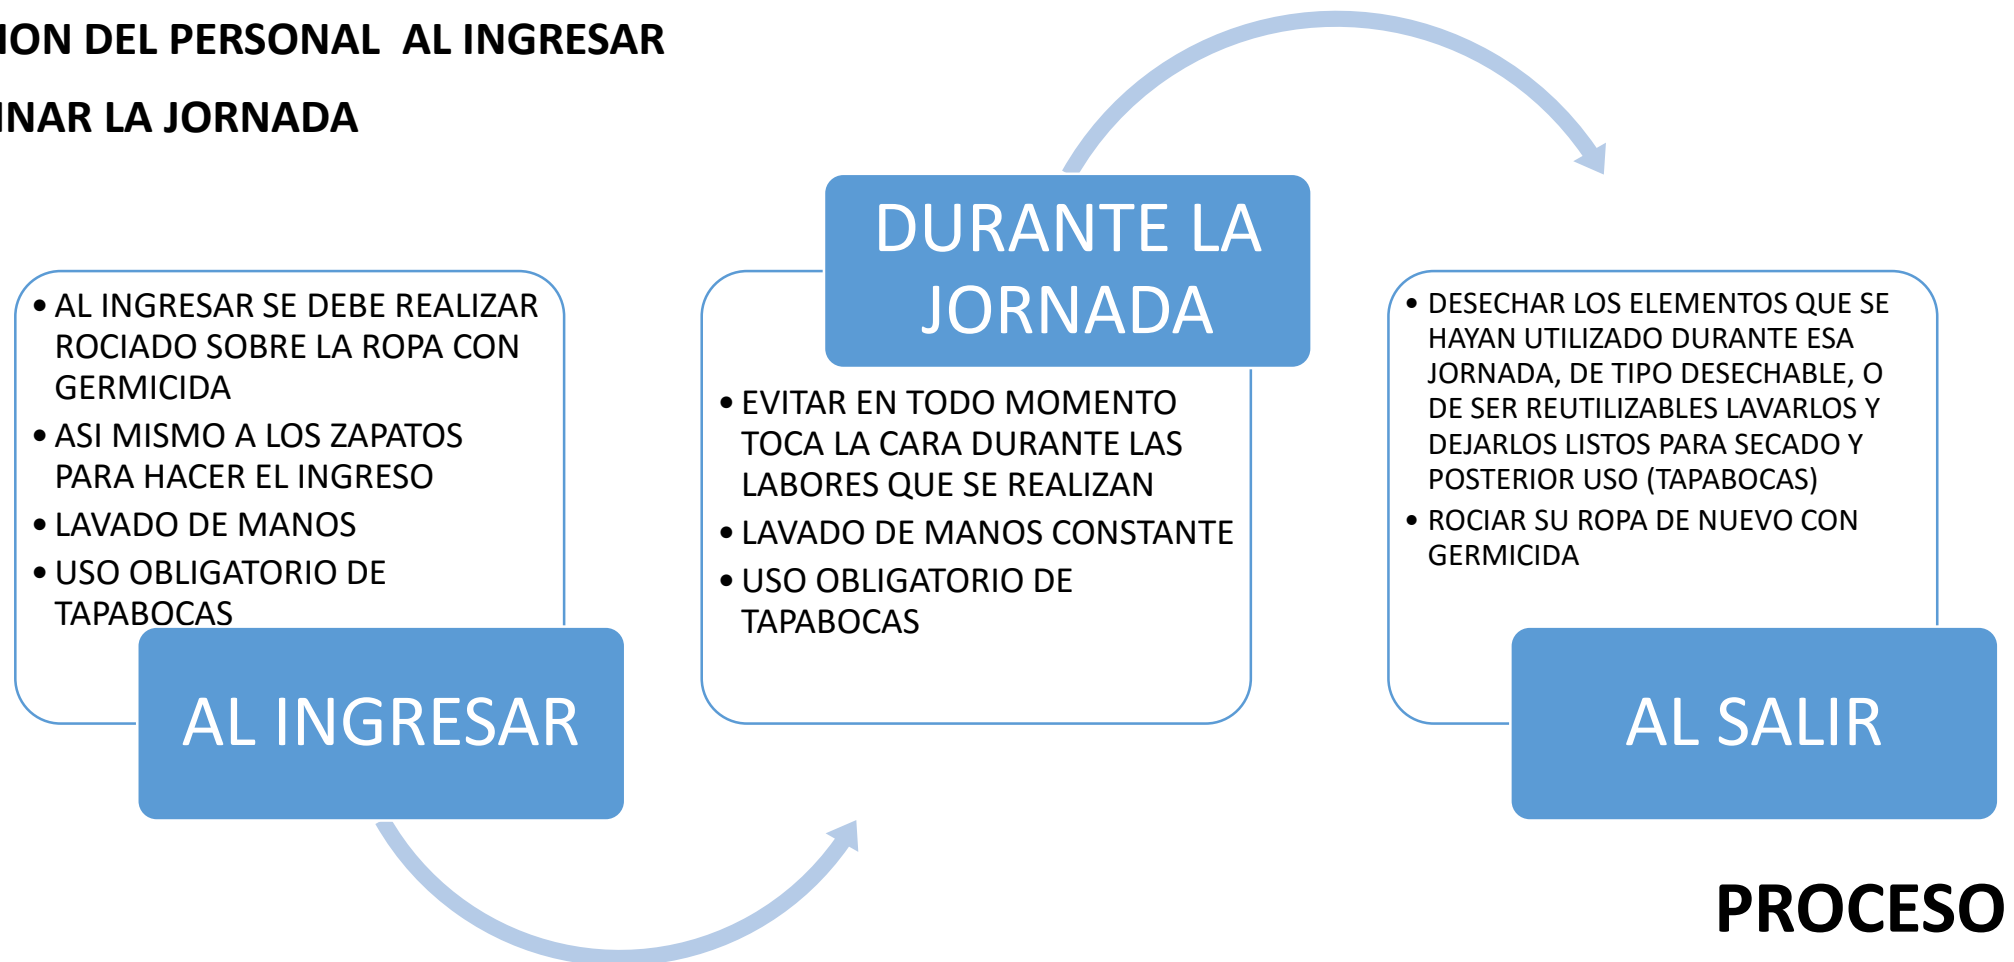 ION DEL PERSONAL AL INGRESAR
INAR LA JORNADA
• AL INGRESAR SE DEBE REALIZAR
ROCIADO SOBRE LA ROPA CON
GERMICIDA
• ASI MISMO A LOS ZAPATOS
PARA HACER EL INGRESO
• LAVADO DE MANOS
• USO OBLIGATORIO DE
TAPABOCAS
AL INGRESAR
DURANTE LA
JORNADA
• EVITAR EN TODO MOMENTO
TOCA LA CARA DURANTE LAS
LABORES QUE SE REALIZAN
• LAVADO DE MANOS CONSTANTE
• USO OBLIGATORIO DE
TAPABOCAS
• DESECHAR LOS ELEMENTOS QUE SE
HAYAN UTILIZADO DURANTE ESA
JORNADA, DE TIPO DESECHABLE, O
DE SER REUTILIZABLES LAVARLOS Y
DEJARLOS LISTOS PARA SECADO Y
POSTERIOR USO (TAPABOCAS)
• ROCIAR SU ROPA DE NUEVO CON
GERMICIDA
AL SALIR
PROCESO